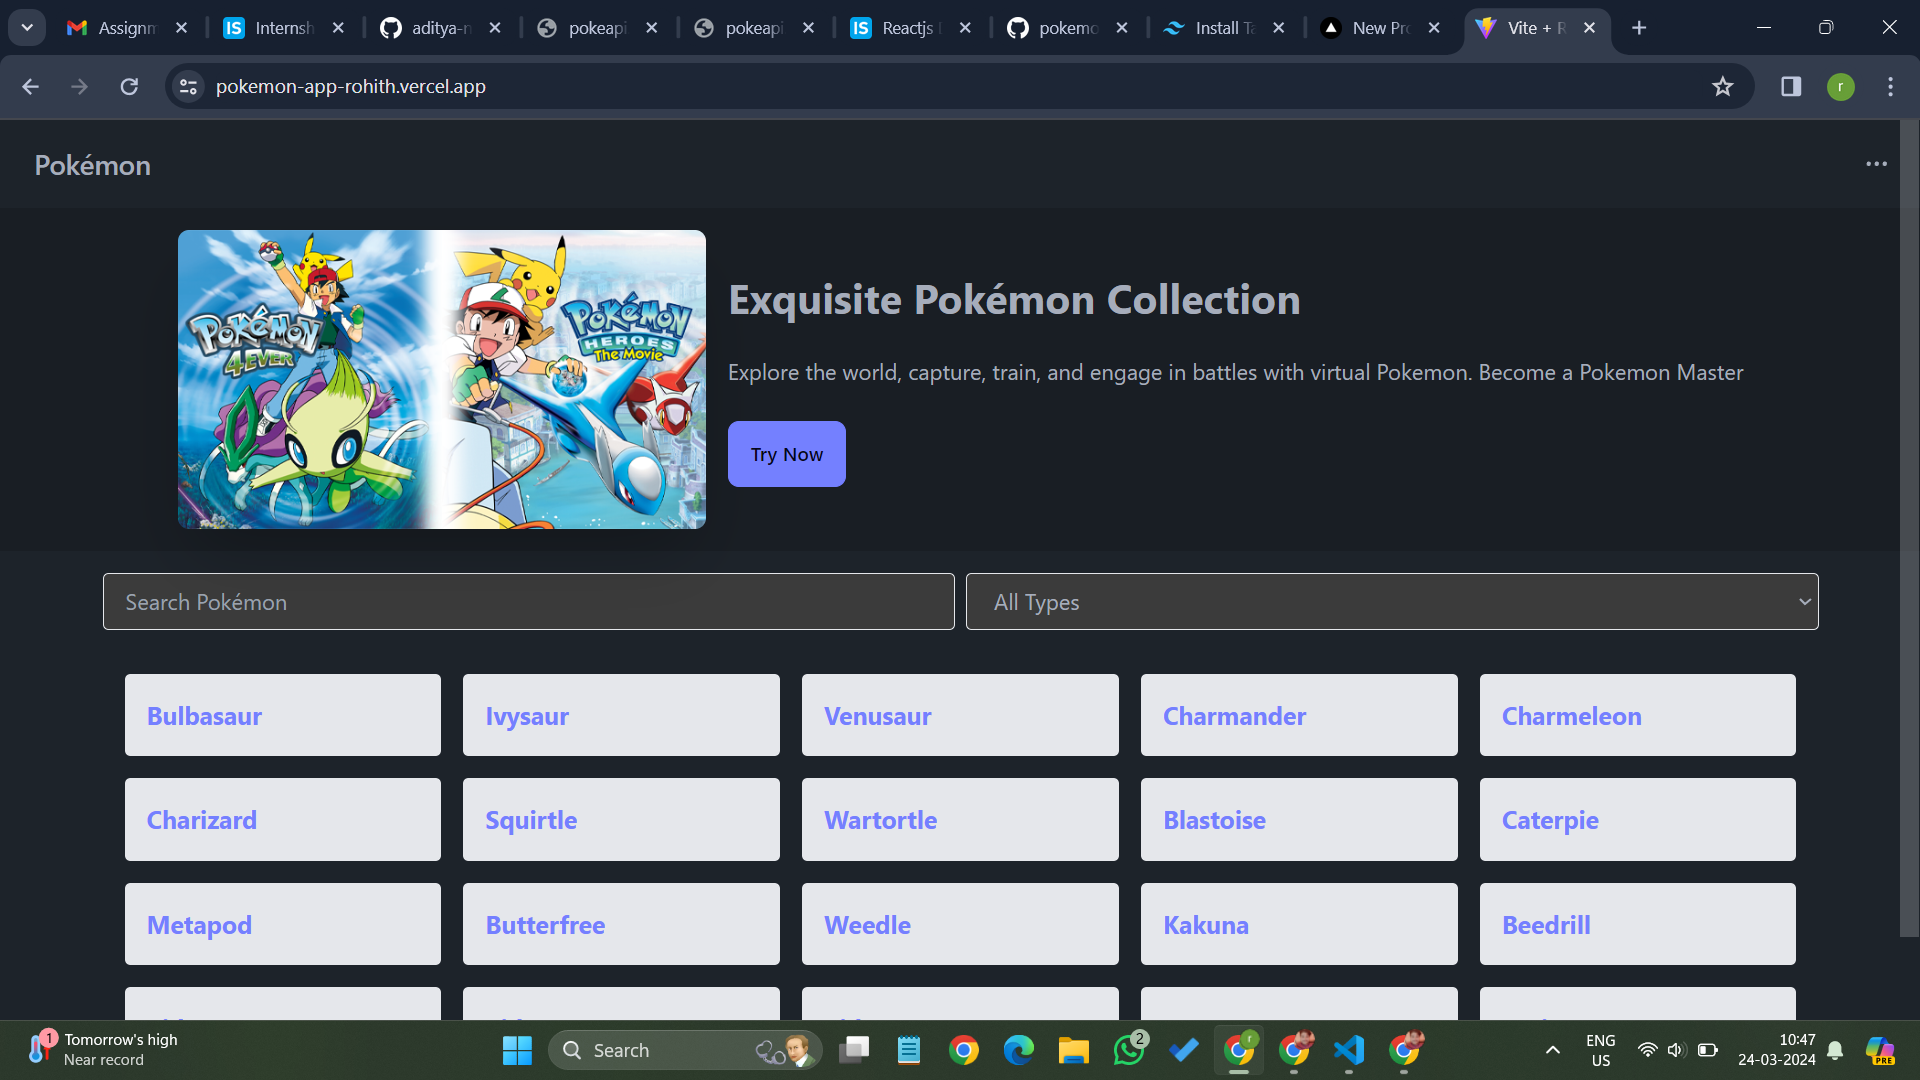 Assignm
Internsh
aditya-n
pokeapi
pokeapi
Reactjs
pokemo
Install Ta
New Pro
Vite + R
pokemon-app-rohith.vercel.app
r
Pokémon
POKéMON
4EVER
POKéMON
HEROES
The Movie
Exquisite Pokémon Collection
Explore the world, capture, train, and engage in battles with virtual Pokemon. Become a Pokemon Master
Try Now
Search Pokémon
All Types
Bulbasaur
Ivysaur
Venusaur
Charmander
Charmeleon
Charizard
Squirtle
Wartortle
Blastoise
Caterpie
Metapod
Butterfree
Weedle
Kakuna
Beedrill
1
Tomorrow's high
Near record
Search
2
r
ENG
US
10:47
24-03-2024
PRE